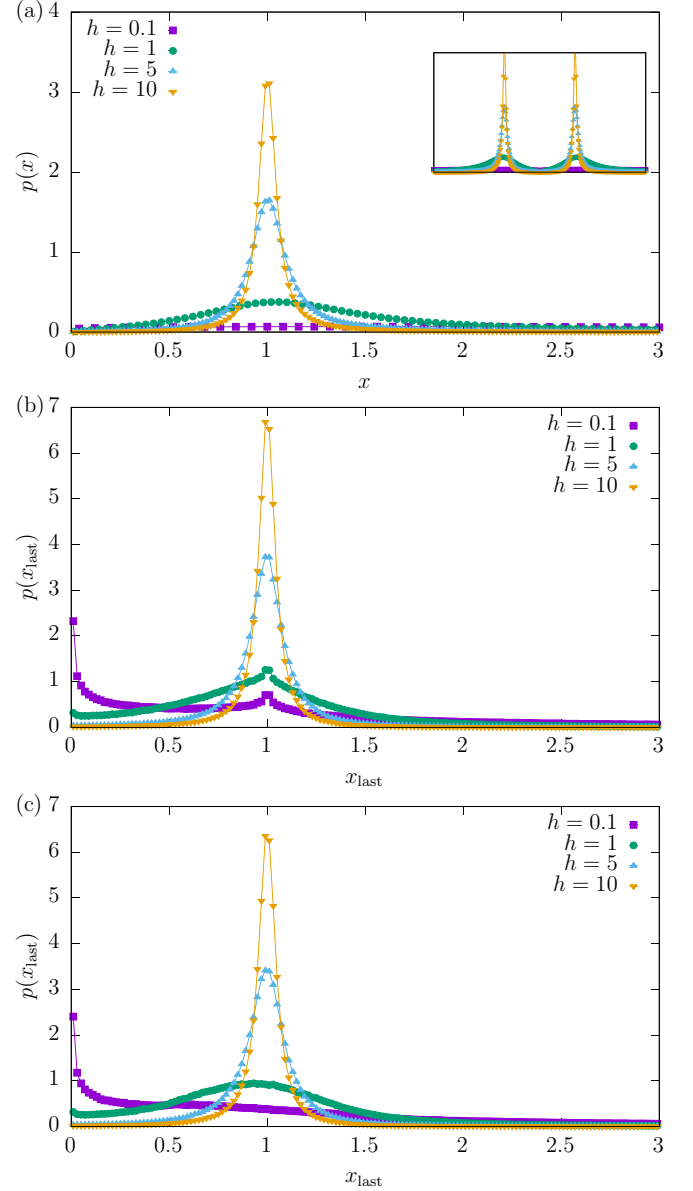 (a)
4
3
2
1
0
p(x)
h = 0.1
h = 1
h = 5
h = 10
0 0.5 1 1.5 2 2.5 3
x
(b)
7
6
5
4
3
2
1
0
p(x_last)
h = 0.1
h = 1
h = 5
h = 10
0 0.5 1 1.5 2 2.5 3
x_last
(c)
7
6
5
4
3
2
1
0
p(x_last)
h = 0.1
h = 1
h = 5
h = 10
0 0.5 1 1.5 2 2.5 3
x_last